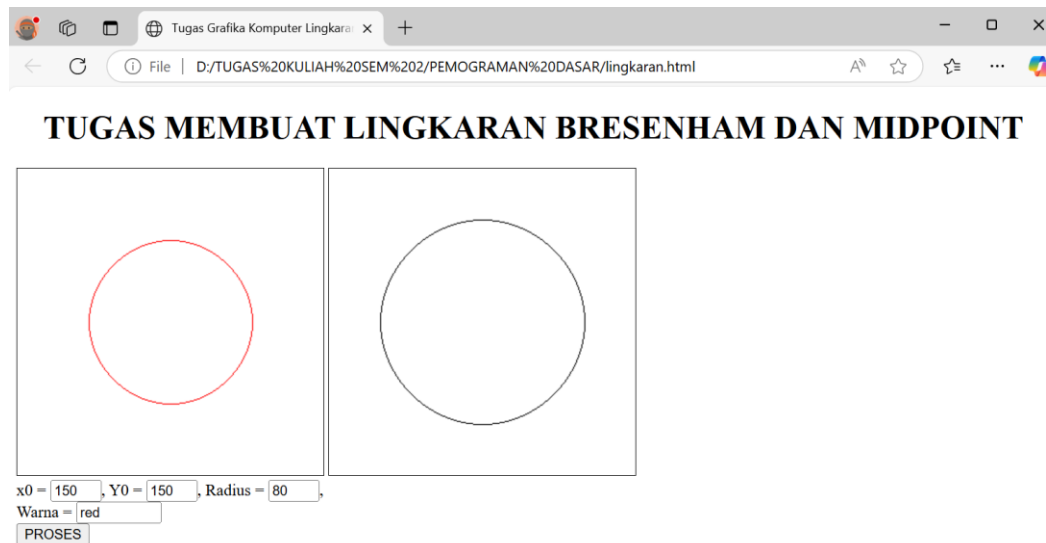 Tugas Grafika Komputer Lingkara
File | D:/TUGAS%20KULIAH%20SEM%202/PEMOGRAMAN%20DASAR/lingkaran.html
TUGAS MEMBUAT LINGKARAN BRESENHAM DAN MIDPOINT
x0 = 150, Y0 = 150, Radius = 80,
Warna = red
PROSES